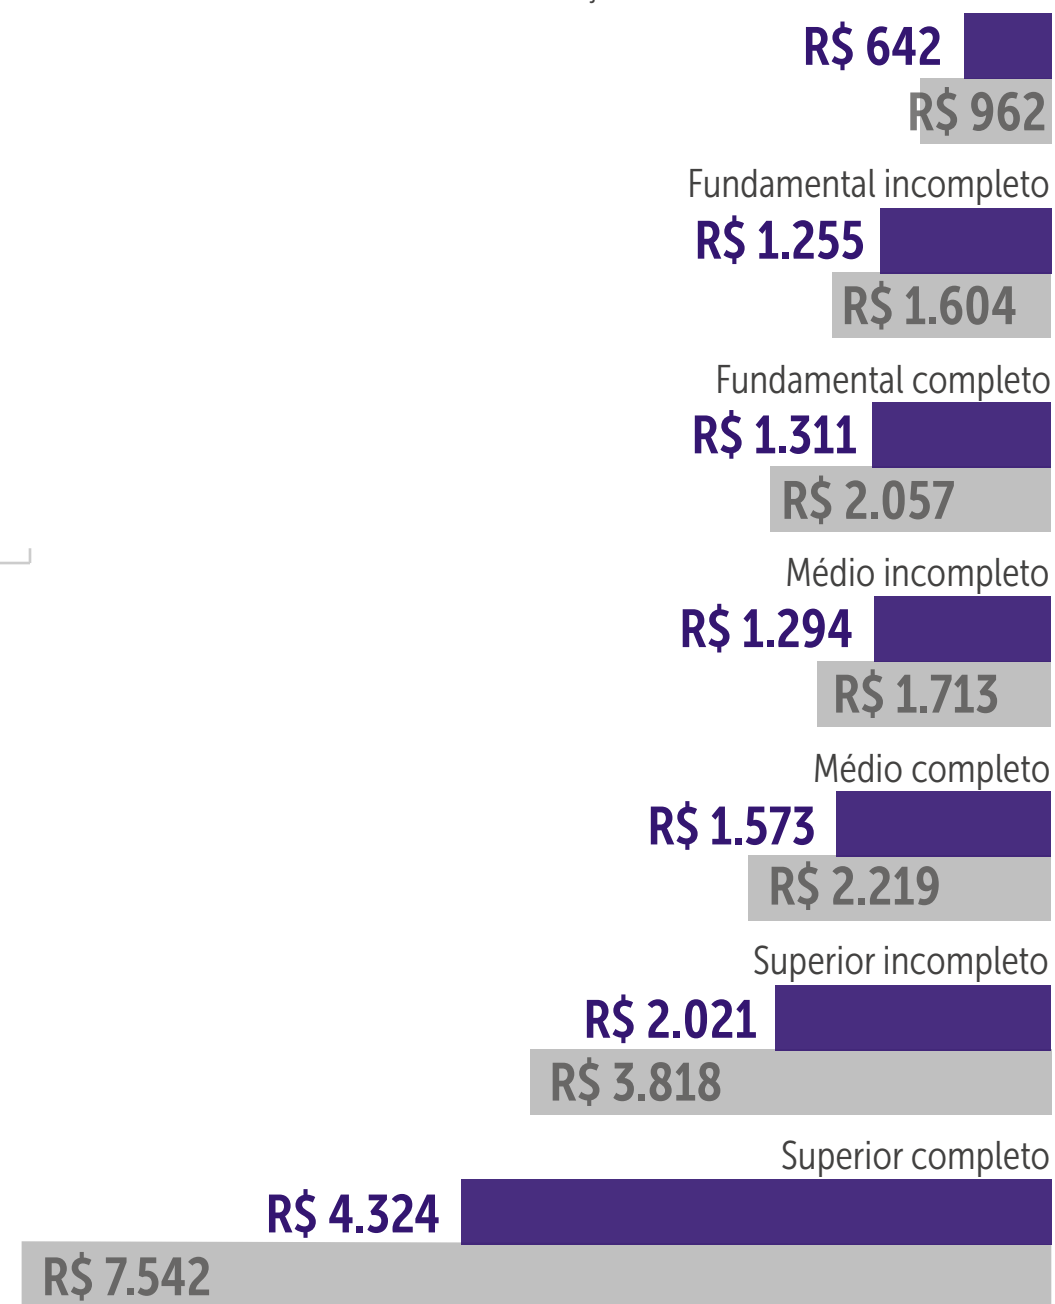 R$ 642
R$ 962
Fundamental incompleto
R$ 1.255
R$ 1.604
Fundamental completo
R$ 1.311
R$ 2.057
Médio incompleto
R$ 1.294
R$ 1.713
Médio completo
R$ 1.573
R$ 2.219
Superior incompleto
R$ 2.021
R$ 3.818
Superior completo
R$ 4.324
R$ 7.542